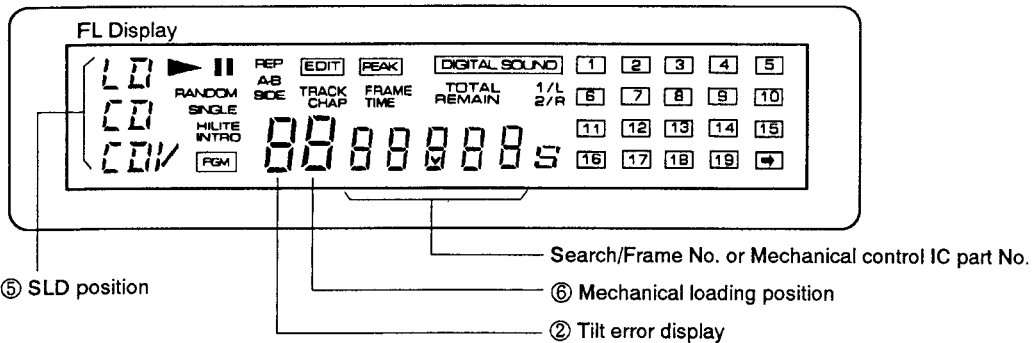 FL Display
LD
REP EDIT PEAK DIGITAL SOUND 1 2 3 4 5
A-B
RANDOM SIDE TRACK FRAME TOTAL 1/L
SINGLE CHAP TIME REMAIN 2/R 6 7 8 9 10
CD
HILITE
INTRO 11 12 13 14 15
CDV PGM 88 88888 S 16 17 18 19
Search/Frame No. or Mechanical control IC part No.
⑤ SLD position
⑥ Mechanical loading position
② Tilt error display